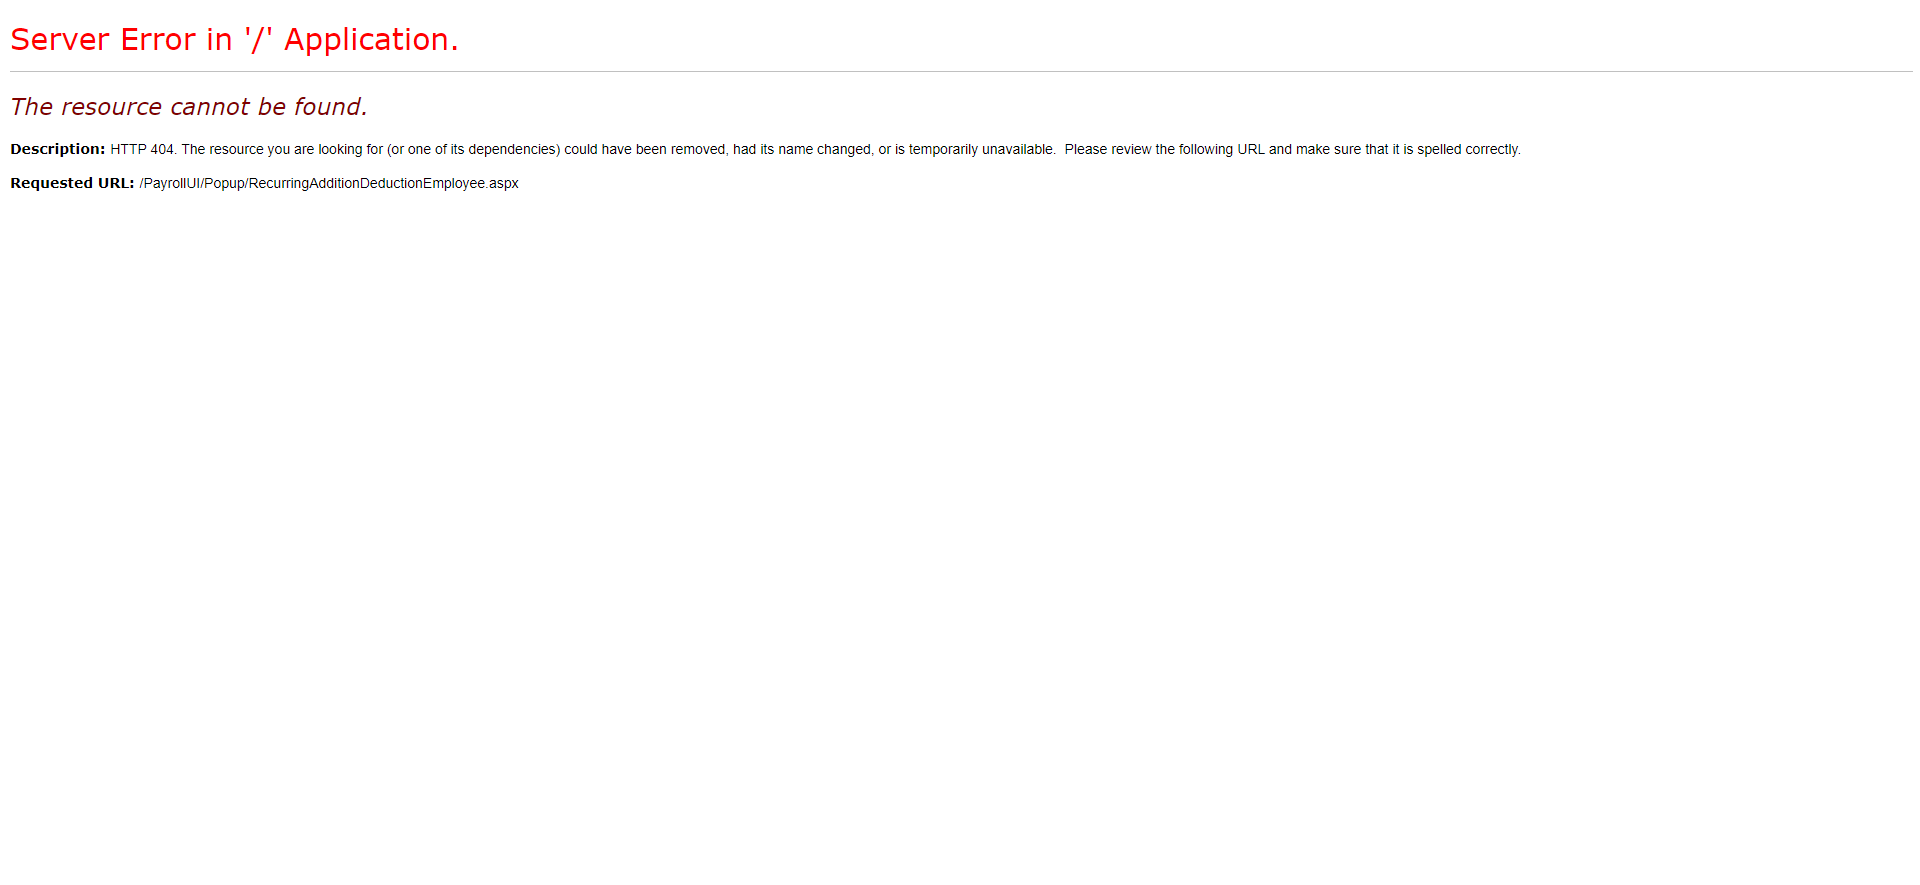 Server Error in '/' Application.
The resource cannot be found.
Description: HTTP 404. The resource you are looking for (or one of its dependencies) could have been removed, had its name changed, or is temporarily unavailable.  Please review the following URL and make sure that it is spelled correctly.
Requested URL: /PayrollUI/Popup/RecurringAdditionDeductionEmployee.aspx